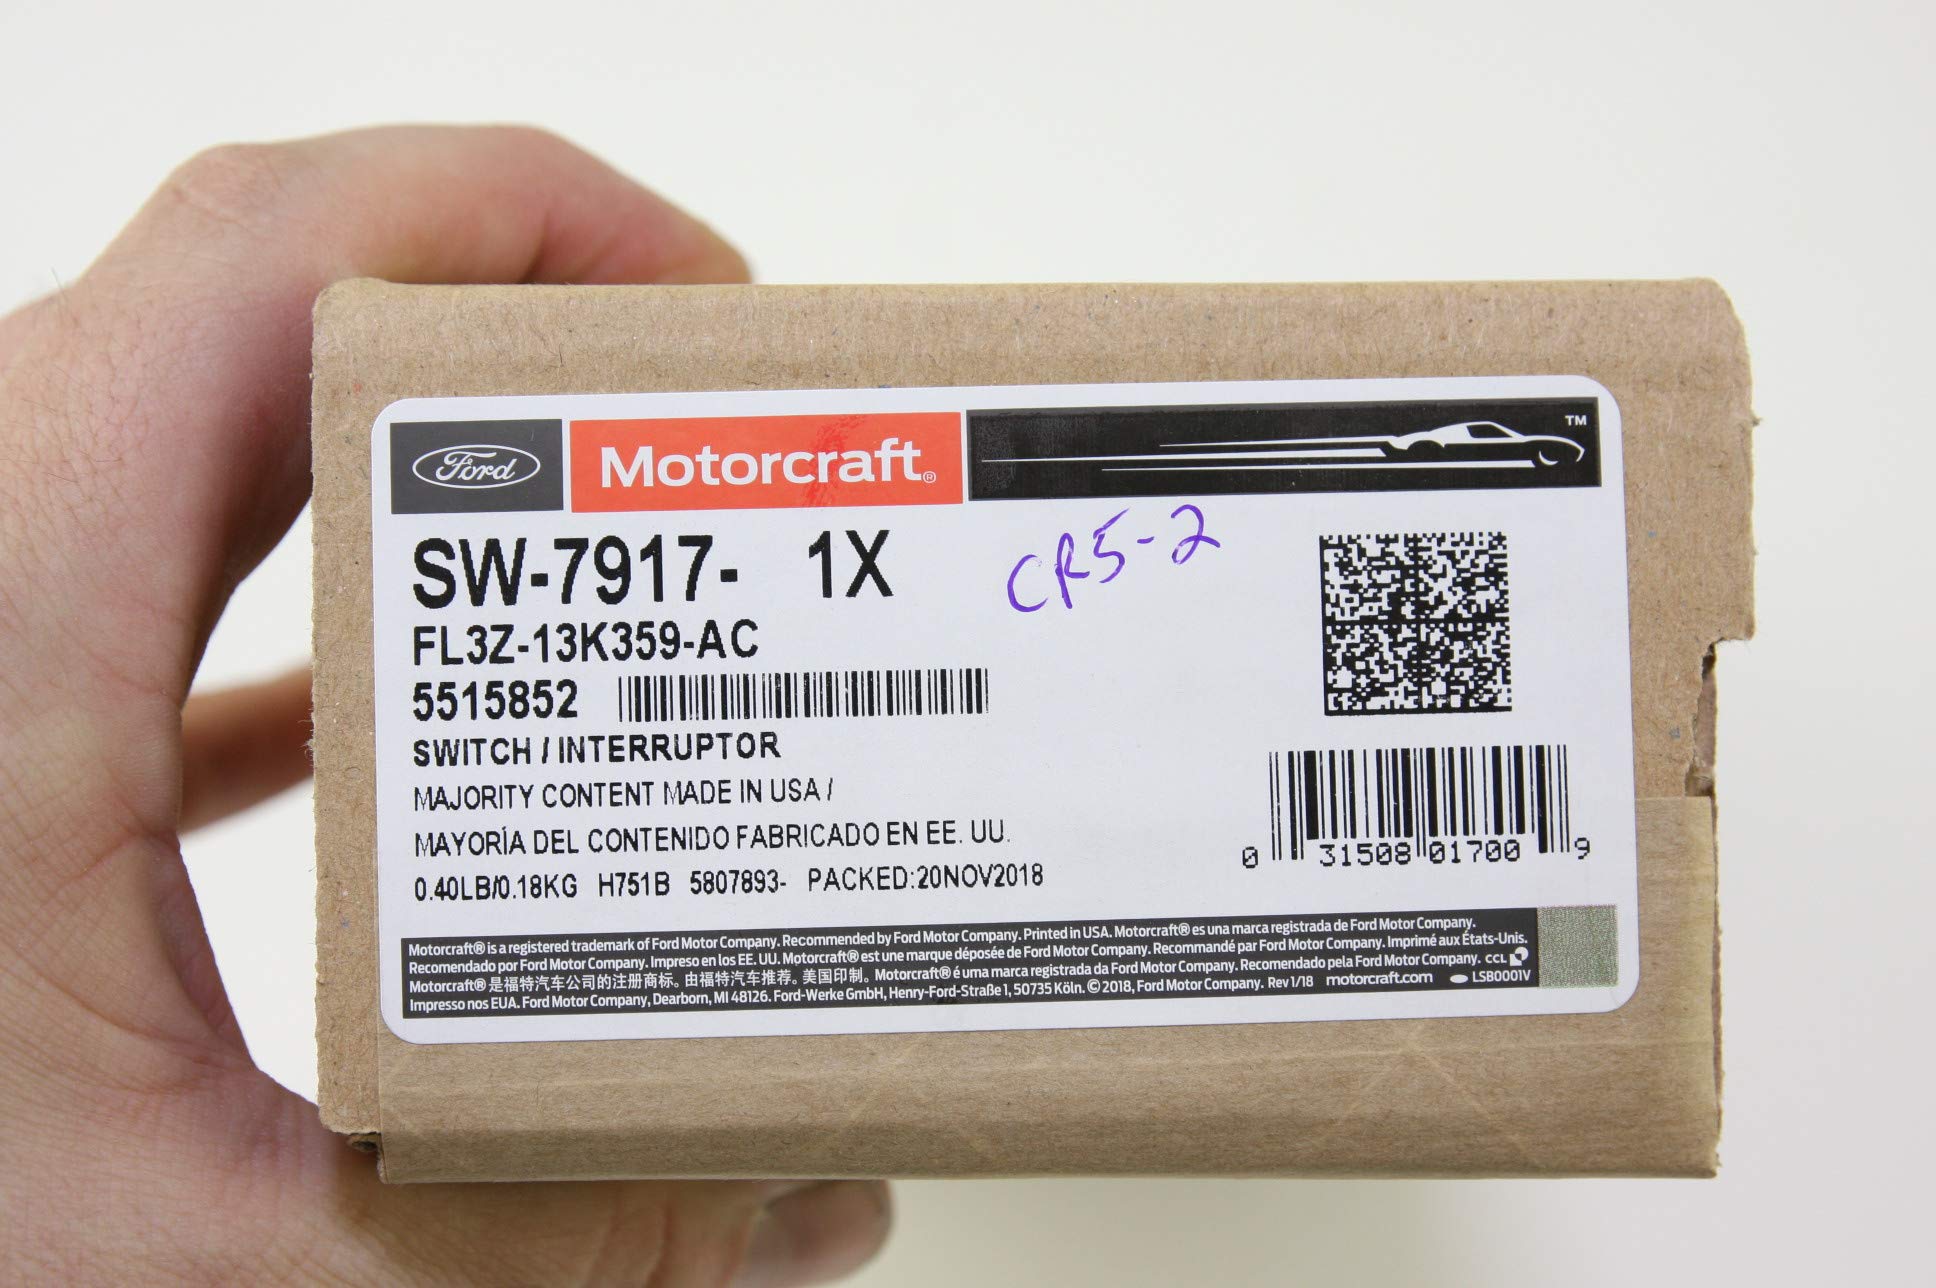 Ford
Motorcraft®
TM
SW-7917- 1X
CR5-2
FL3Z-13K359-AC
5515852
SWITCH / INTERRUPTOR
MAJORITY CONTENT MADE IN USA /
MAYORÍA DEL CONTENIDO FABRICADO EN EE. UU.
0.40LB/0.18KG H751B 5807893- PACKED:20NOV2018
0 31508 01700 9
Motorcraft® is a registered trademark of Ford Motor Company. Recommended by Ford Motor Company. Printed in USA. Motorcraft® es una marca registrada de Ford Motor Company.
Recomendado por Ford Motor Company. Impreso en los EE. UU. Motorcraft® est une marque déposée de Ford Motor Company. Recommandé par Ford Motor Company. Imprimé aux États-Unis.
Motorcraft® 是福特汽车公司的注册商标。由福特汽车推荐。美国印制。Motorcraft® é uma marca registrada da Ford Motor Company. Recomendado pela Ford Motor Company. CCL
Impresso nos EUA. Ford Motor Company, Dearborn, MI 48126. Ford-Werke GmbH, Henry-Ford-Straße 1, 50735 Köln. © 2018, Ford Motor Company. Rev 1/18 motorcraft.com LSB0001V